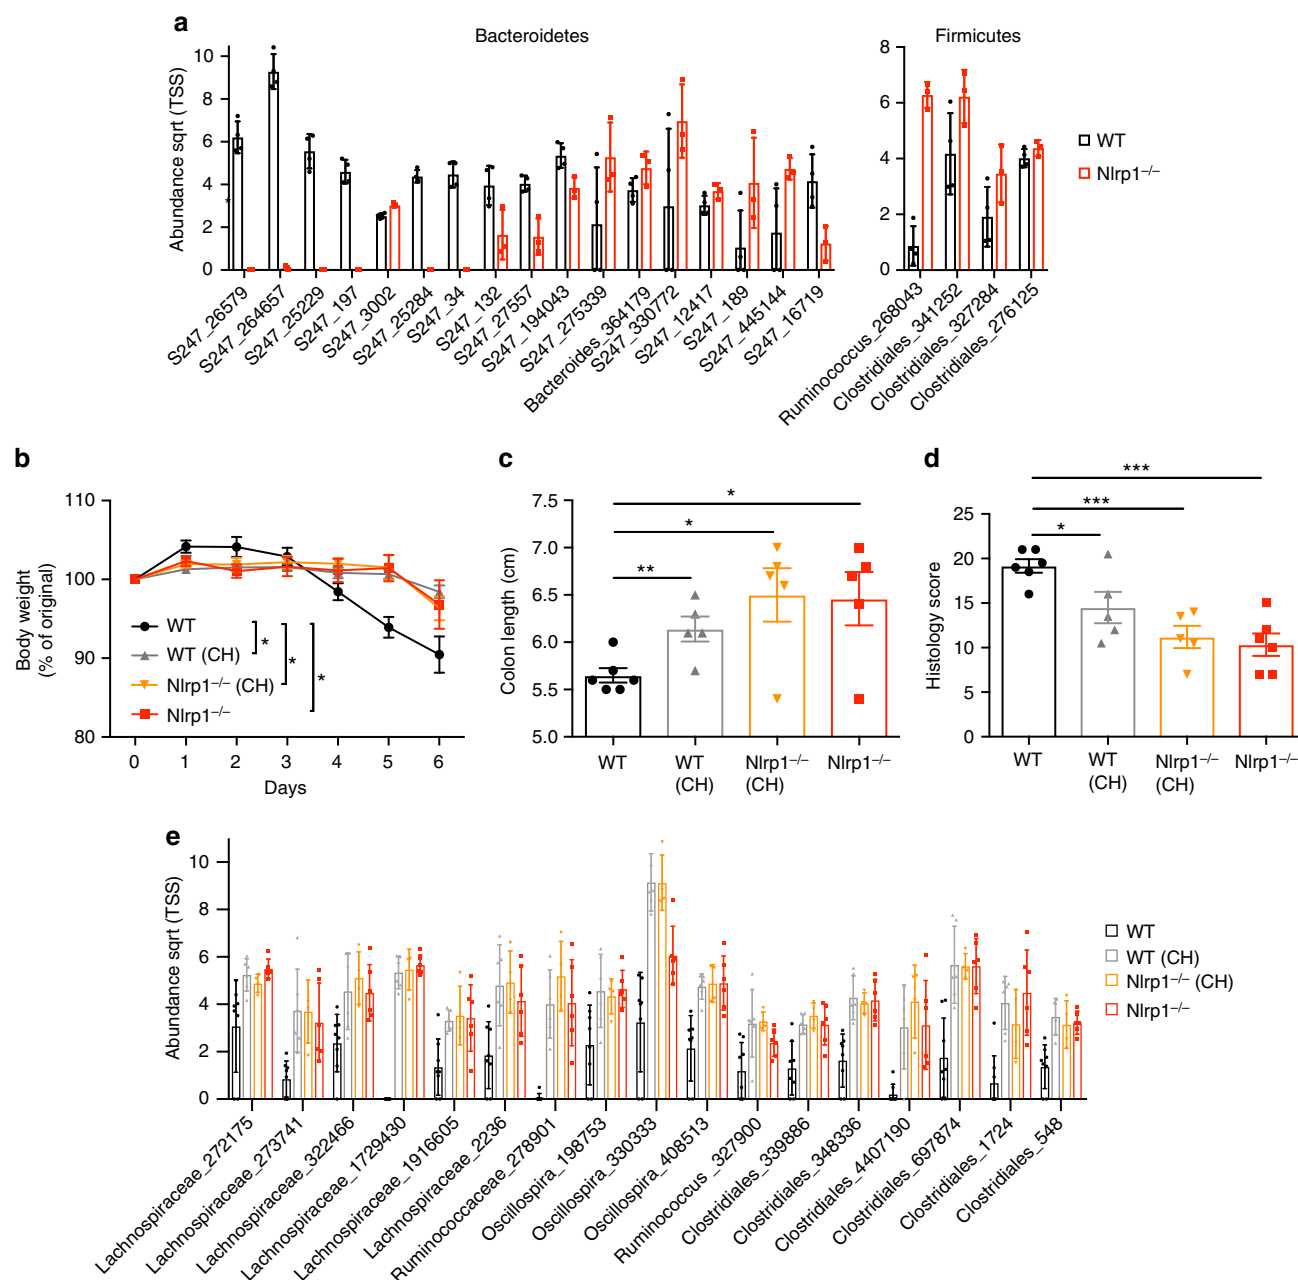 a
Bacteroidetes
Firmicutes
Abundance sqrt (TSS)
10
8
6
4
2
0
*
8
6
4
2
0
WT
Nlrp1–/–
S247_26579
S247_264657
S247_25229
S247_197
S247_3002
S247_25284
S247_34
S247_132
S247_27557
S247_194043
S247_275339
Bacteroides_364179
S247_330772
S247_12417
S247_189
S247_445144
S247_16719
Ruminococcus_268043
Clostridiales_341252
Clostridiales_327284
Clostridiales_276125
b
Body weight
(% of original)
110
100
90
80
WT
WT (CH)
Nlrp1–/– (CH)
Nlrp1–/–
*
*
*
0 1 2 3 4 5 6
Days
c
Colon length (cm)
7.5
7.0
6.5
6.0
5.5
5.0
*
*
**
WT
WT
(CH)
Nlrp1–/–
(CH)
Nlrp1–/–
d
Histology score
25
20
15
10
5
0
***
***
*
WT
WT
(CH)
Nlrp1–/–
(CH)
Nlrp1–/–
e
Abundance sqrt (TSS)
10
8
6
4
2
0
WT
WT (CH)
Nlrp1–/– (CH)
Nlrp1–/–
Lachnospiraceae_272175
Lachnospiraceae_273741
Lachnospiraceae_322466
Lachnospiraceae_1729430
Lachnospiraceae_1916605
Lachnospiraceae_2236
Ruminococcaceae_278901
Oscillospira_198753
Oscillospira_330333
Oscillospira_408513
Ruminococcus_327900
Clostridiales_339886
Clostridiales_348336
Clostridiales_4407190
Clostridiales_697874
Clostridiales_1724
Clostridiales_548